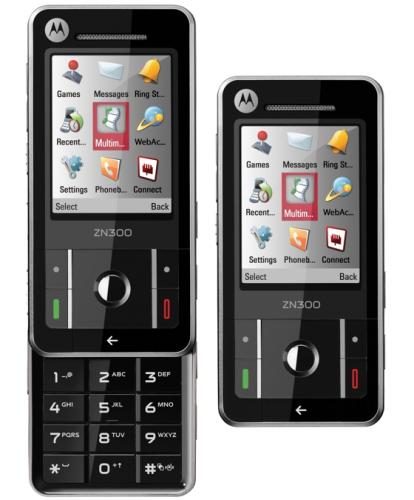 Games Messages Ring St...
Recent... Multim... WebAc...
Settings Phoneb... Connect
Select Back
ZN300
1
2 ABC 3 DEF
4 GHI 5 JKL 6 MNO
7 PQRS 8 TUV 9 WXYZ
* 0 +↑ #
Games Messages Ring St...
Recent... Multim... WebAc...
Settings Phoneb... Connect
Select Back
ZN300